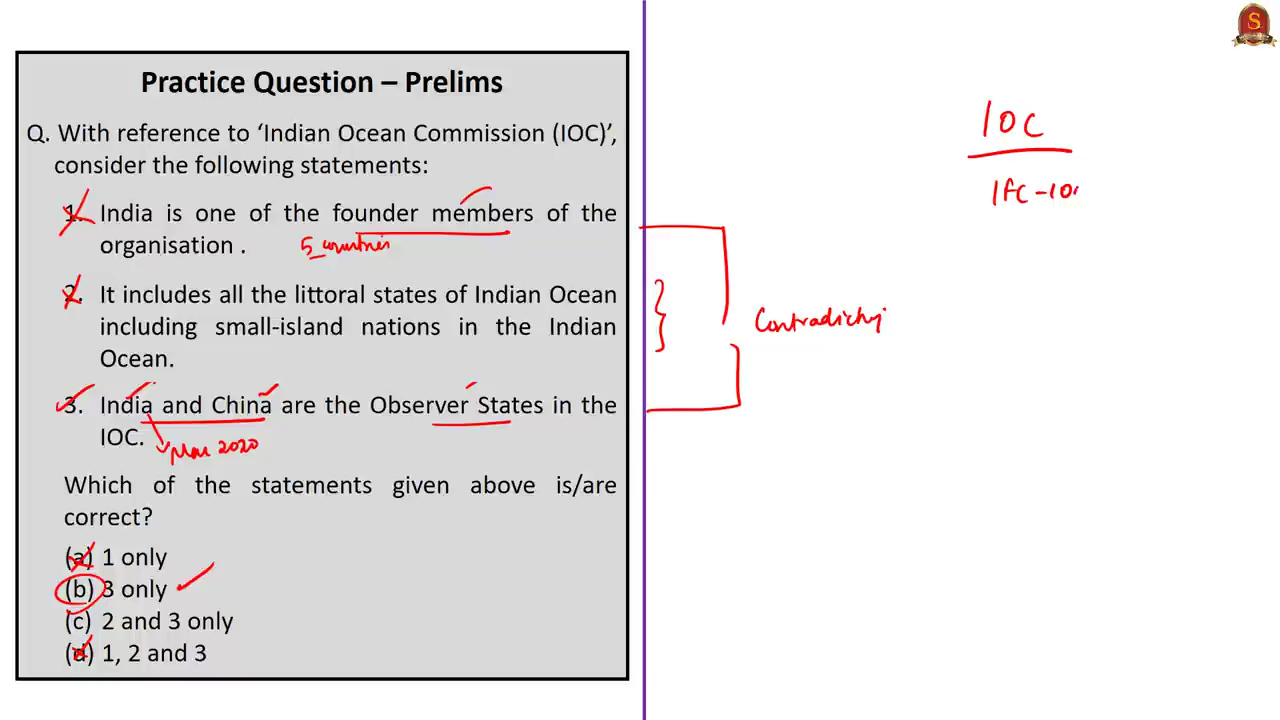 Practice Question – Prelims
Q. With reference to ‘Indian Ocean Commission (IOC)’,
consider the following statements:
1. India is one of the founder members of the
organisation .
5 countries
2. It includes all the littoral states of Indian Ocean
including small-island nations in the Indian
Ocean.
3. India and China are the Observer States in the
IOC.
Mar 2020
Which of the statements given above is/are
correct?
(a) 1 only
(b) 3 only
(c) 2 and 3 only
(d) 1, 2 and 3
IOC
IFC-IO
Contradictly
S